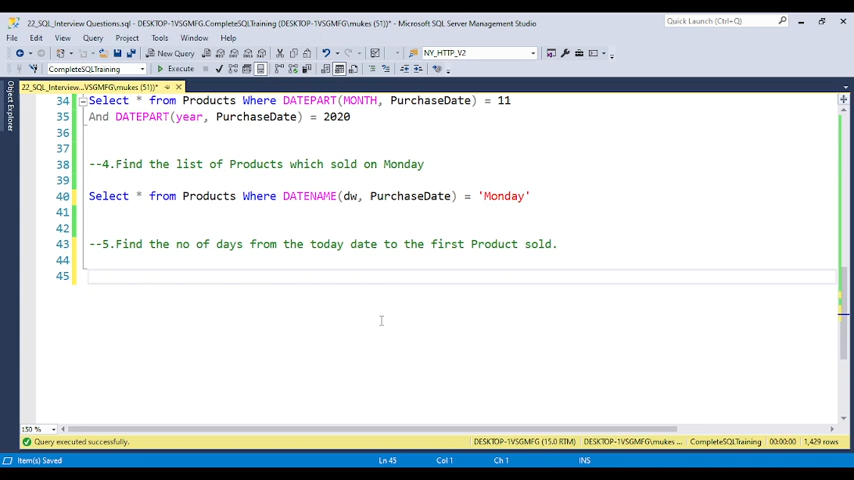 22_SQL_Interview Questions.sql - DESKTOP-1VSGMFG.CompleteSQLTraining (DESKTOP-1VSGMFG\mukes (51))* - Microsoft SQL Server Management Studio
Quick Launch (Ctrl+Q)
File Edit View Query Project Tools Window Help
New Query NY_HTTP_V2
CompleteSQLTraining Execute
22_SQL_Interview...VSGMFG\mukes (51))*
Object Explorer
34 Select * from Products Where DATEPART(MONTH, PurchaseDate) = 11
35 And DATEPART(year, PurchaseDate) = 2020
36
37
38 --4.Find the list of Products which sold on Monday
39
40 Select * from Products Where DATENAME(dw, PurchaseDate) = 'Monday'
41
42
43 --5.Find the no of days from the today date to the first Product sold.
44
45
150 %
Query executed successfully. DESKTOP-1VSGMFG (15.0 RTM) DESKTOP-1VSGMFG\mukes ... CompleteSQLTraining 00:00:00 1,429 rows
Item(s) Saved Ln 45 Col 1 Ch 1 INS